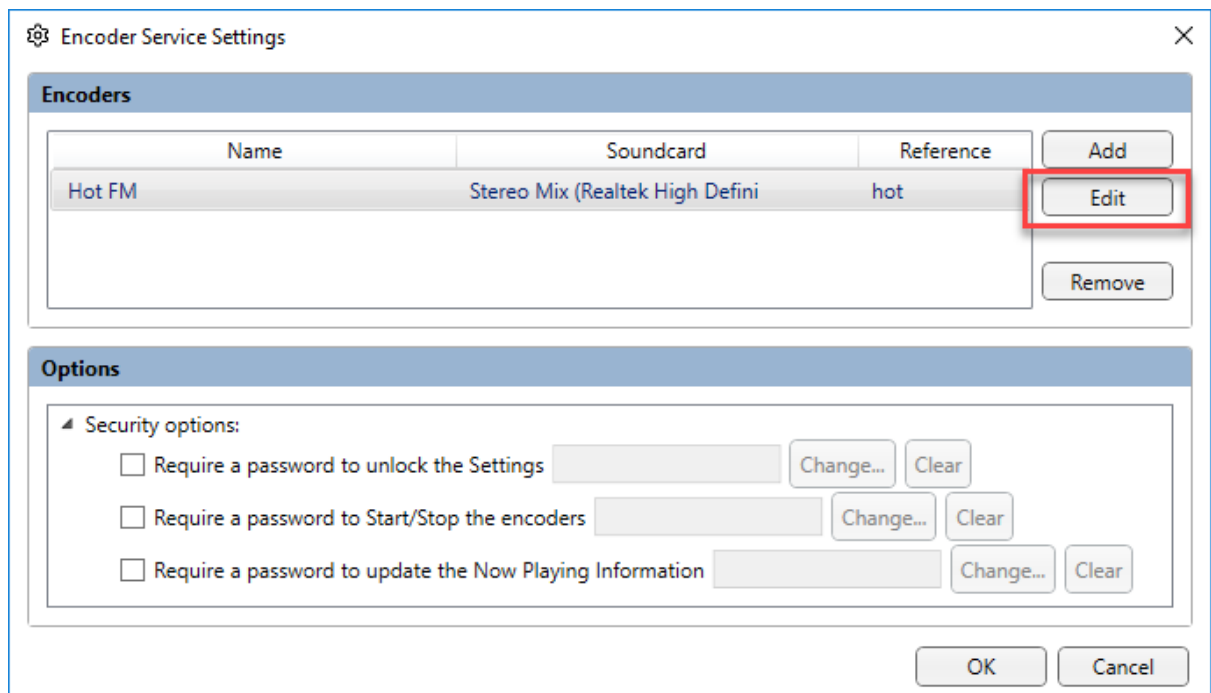 Encoder Service Settings
Encoders
Name Soundcard Reference Add
Hot FM Stereo Mix (Realtek High Defini hot Edit
Remove
Options
Security options:
Require a password to unlock the Settings Change... Clear
Require a password to Start/Stop the encoders Change... Clear
Require a password to update the Now Playing Information Change... Clear
OK Cancel